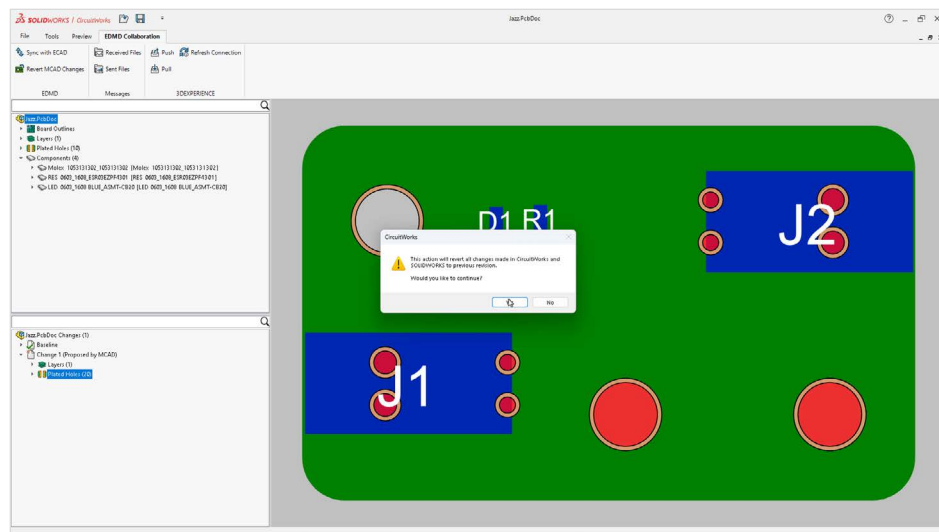 SOLIDWORKS / CircuitWorks
Jazz.PcbDoc
File Tools Preview EDMD Collaboration
Sync with ECAD
Revert MCAD Changes
EDMD
Received Files
Sent Files
Messages
Push
Refresh Connection
Pull
3DEXPERIENCE
Jazz.PcbDoc
Board Outlines
Layers (1)
Plated Holes (10)
Components (4)
Molex 1053131302_1053131302 [Molex 1053131302_1053131302]
RES 0603_1608_ESR03EZPF4301 [RES 0603_1608_ESR03EZPF4301]
LED 0603_1608 BLUE_ASMT-CB20 [LED 0603_1608 BLUE_ASMT-CB20]
Jazz.PcbDoc Changes (1)
Baseline
Change 1 (Proposed by MCAD)
Layers (1)
Plated Holes (20)
D1 R1
J2
J1
CircuitWorks
This action will revert all changes made in CircuitWorks and
SOLIDWORKS to previous revision.
Would you like to continue?
No